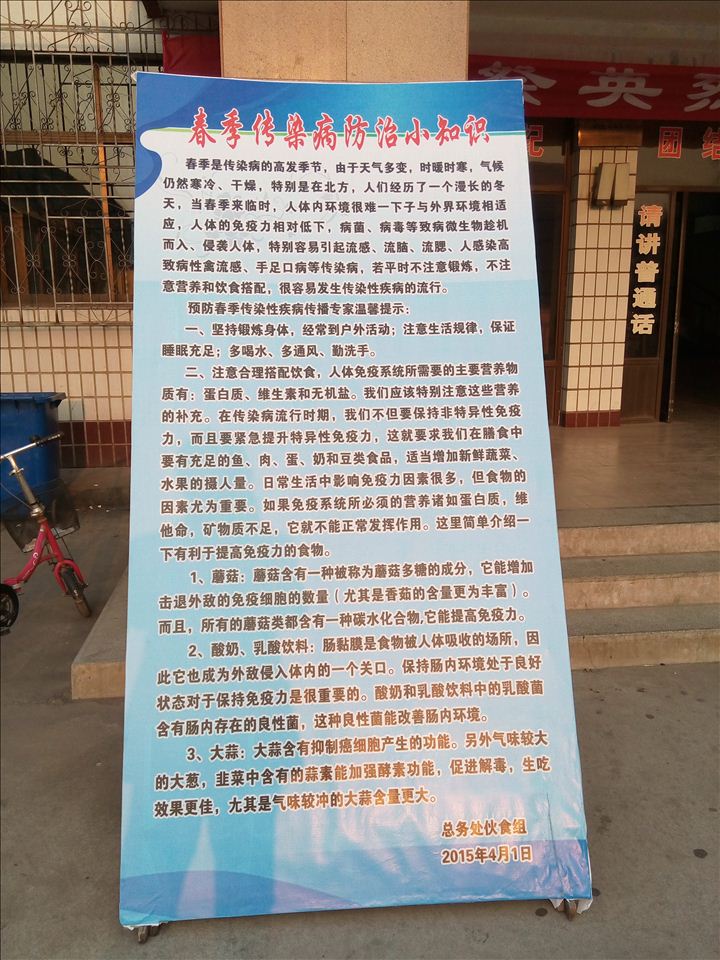 春季传染病防治小知识
春季是传染病的高发季节，由于天气多变，时暖时寒，气候
仍然寒冷、干燥，特别是在北方，人们经历了一个漫长的冬
天，当春季来临时，人体内环境很难一下子与外界环境相适
应，人体的免疫力相对低下，病菌、病毒等致病微生物趁机
而入、侵袭人体，特别容易引起流感、流脑、流腮、人感染高
致病性禽流感、手足口病等传染病，若平时不注意锻炼，不注
意营养和饮食搭配，很容易发生传染性疾病的流行。
预防春季传染性疾病传播专家温馨提示：
一、坚持锻炼身体，经常到户外活动；注意生活规律，保证
睡眠充足；多喝水、多通风、勤洗手。
二、注意合理搭配饮食，人体免疫系统所需要的主要营养物
质有：蛋白质、维生素和无机盐。我们应该特别注意这些营养
的补充。在传染病流行时期，我们不但要保持非特异性免疫
力，而且要紧急提升特异性免疫力，这就要求我们在膳食中
要有充足的鱼、肉、蛋、奶和豆类食品，适当增加新鲜蔬菜、
水果的摄人量。日常生活中影响免疫力因素很多，但食物的
因素尤为重要。如果免疫系统所必须的营养诸如蛋白质，维
他命，矿物质不足，它就不能正常发挥作用。这里简单介绍一
下有利于提高免疫力的食物。
1、蘑菇：蘑菇含有一种被称为蘑菇多糖的成分，它能增加
击退外敌的免疫细胞的数量（尤其是香菇的含量更为丰富）。
而且，所有的蘑菇类都含有一种碳水化合物,它能提高免疫力。
2、酸奶、乳酸饮料：肠黏膜是食物被人体吸收的场所，因
此它也成为外敌侵入体内的一个关口。保持肠内环境处于良好
状态对于保持免疫力是很重要的。酸奶和乳酸饮料中的乳酸菌
含有肠内存在的良性菌，这种良性菌能改善肠内环境。
3、大蒜：大蒜含有抑制癌细胞产生的功能。另外气味较大
的大葱，韭菜中含有的蒜素能加强酵素功能，促进解毒，生吃
效果更佳，尤其是气味较冲的大蒜含量更大。
总务处伙食组
2015年4月1日
祭英烈
团结
请讲普通话